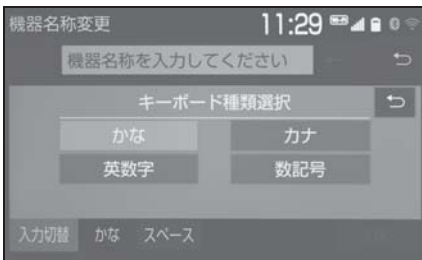 機器名称変更 11:29
機器名称を入力してください
キーボード種類選択
かな カナ
英数字 数記号
入力切替 かな スペース